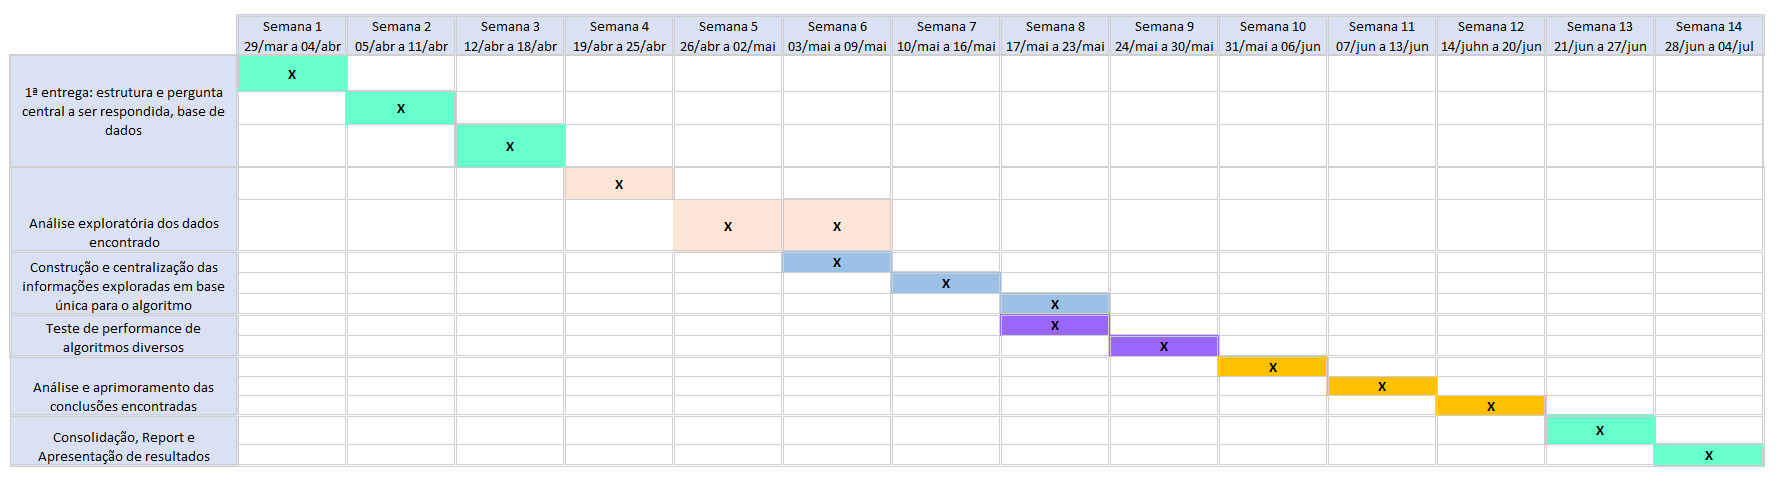 Semana 1 Semana 2 Semana 3 Semana 4 Semana 5 Semana 6 Semana 7 Semana 8 Semana 9 Semana 10 Semana 11 Semana 12 Semana 13 Semana 14
29/mar a 04/abr 05/abr a 11/abr 12/abr a 18/abr 19/abr a 25/abr 26/abr a 02/mai 03/mai a 09/mai 10/mai a 16/mai 17/mai a 23/mai 24/mai a 30/mai 31/mai a 06/jun 07/jun a 13/jun 14/juhn a 20/jun 21/jun a 27/jun 28/jun a 04/jul
1ª entrega: estrutura e pergunta
central a ser respondida, base de
dados
X
X
X
X
Análise exploratória dos dados
encontrado
X X
Construção e centralização das
informações exploradas em base
única para o algoritmo
X
X
X
Teste de performance de
algoritmos diversos
X
X
Análise e aprimoramento das
conclusões encontradas
X
X
X
Consolidação, Report e
Apresentação de resultados
X
X